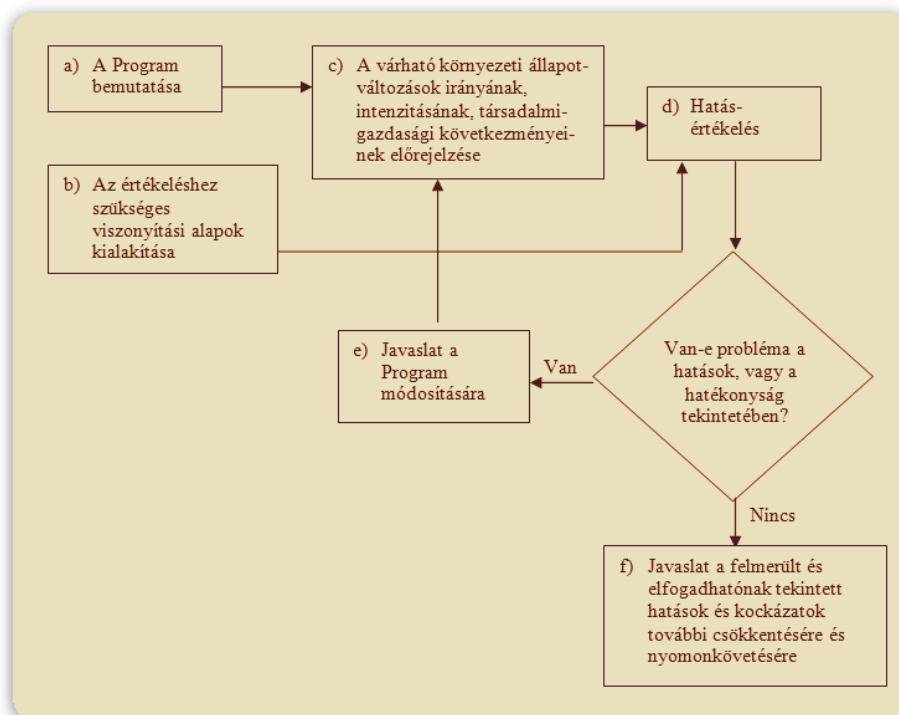 a) A Program
bemutatása
c) A várható környezeti állapot-
változások irányának,
intenzitásának, társadalmi-
gazdasági következményei-
nek előrejelzése
d) Hatás-
értékelés
b) Az értékeléshez
szükséges
viszonyítási alapok
kialakítása
e) Javaslat a
Program
módosítására
Van
Van-e probléma a
hatások, vagy a
hatékonyság
tekintetében?
Nincs
f) Javaslat a felmerült és
elfogadhatónak tekintett
hatások és kockázatok
további csökkentésére és
nyomonkövetésére